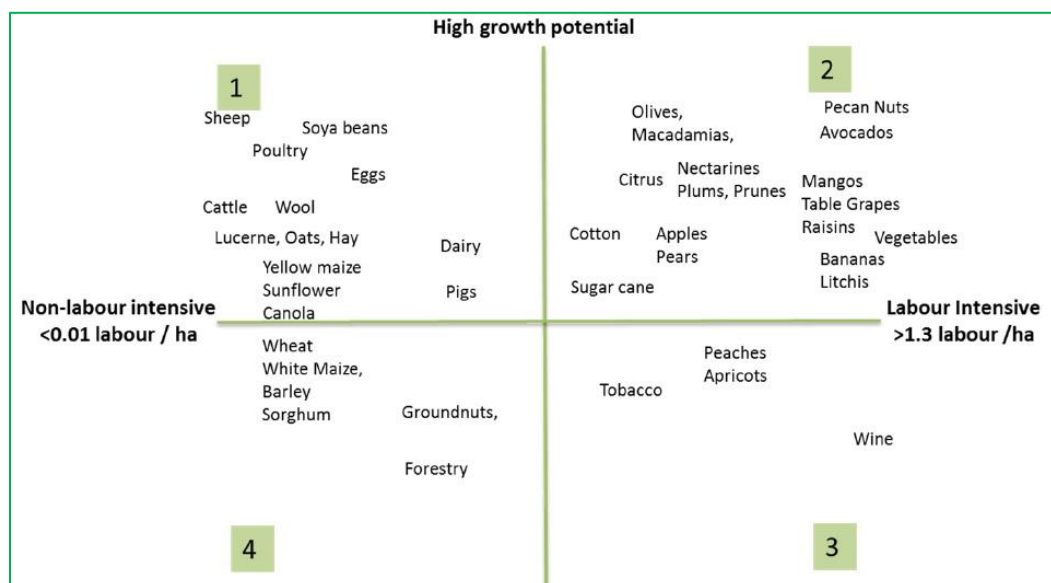 High growth potential
1
2
Sheep
Soya beans
Poultry
Eggs
Cattle
Wool
Lucerne, Oats, Hay
Dairy
Yellow maize
Sunflower
Canola
Pigs
Olives,
Macadamias,
Pecan Nuts
Avocados
Citrus
Nectarines
Plums, Prunes
Mangos
Table Grapes
Raisins
Vegetables
Cotton
Apples
Pears
Bananas
Litchis
Sugar cane
Non-labour intensive
<0.01 labour / ha
Labour Intensive
>1.3 labour /ha
Wheat
White Maize,
Barley
Sorghum
Groundnuts,
Forestry
Peaches
Apricots
Tobacco
Wine
4
3